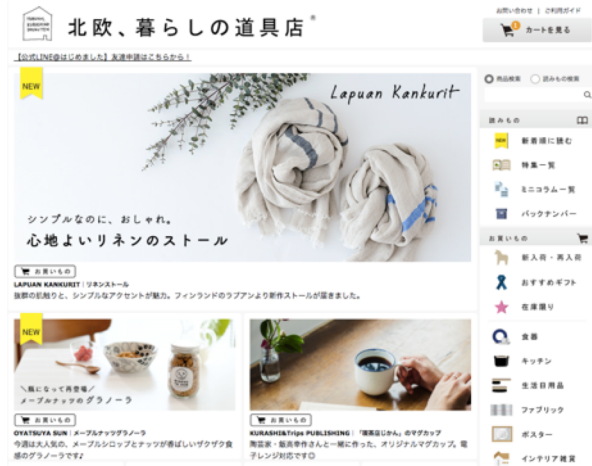 北欧、暮らしの道具店®
お問い合わせ | ご利用ガイド
カートを見る
【公式LINE@はじめました】友達申請はこちらから!
商品検索 読みもの検索
NEW
Lapuan Kankurit
シンプルなのに、おしゃれ。
心地よいリネンのストール
お買いもの
LAPUAN KANKURIT｜リネンストール
抜群の肌触りと、シンプルなアクセントが魅力。フィンランドのラプアンより新作ストールが届きました。
NEW
＼瓶になって再登場／
メープルナッツのグラノーラ
お買いもの
OYATSUYA SUN｜メープルナッツグラノーラ
今週は大人気の、メープルシロップとナッツが香ばしいザクザク食
感のグラノーラです♪
お買いもの
KURASHI&Trips PUBLISHING｜「喫茶ひじかん」のマグカップ
陶芸家・飯高幸作さんと一緒に作った、オリジナルマグカップ。電
子レンジ対応です◎
読みもの
NEW
新着順に読む
特集一覧
ミニコラム一覧
バックナンバー
お買いもの
新入荷・再入荷
おすすめギフト
在庫限り
食器
キッチン
生活日用品
ファブリック
ポスター
インテリア雑貨